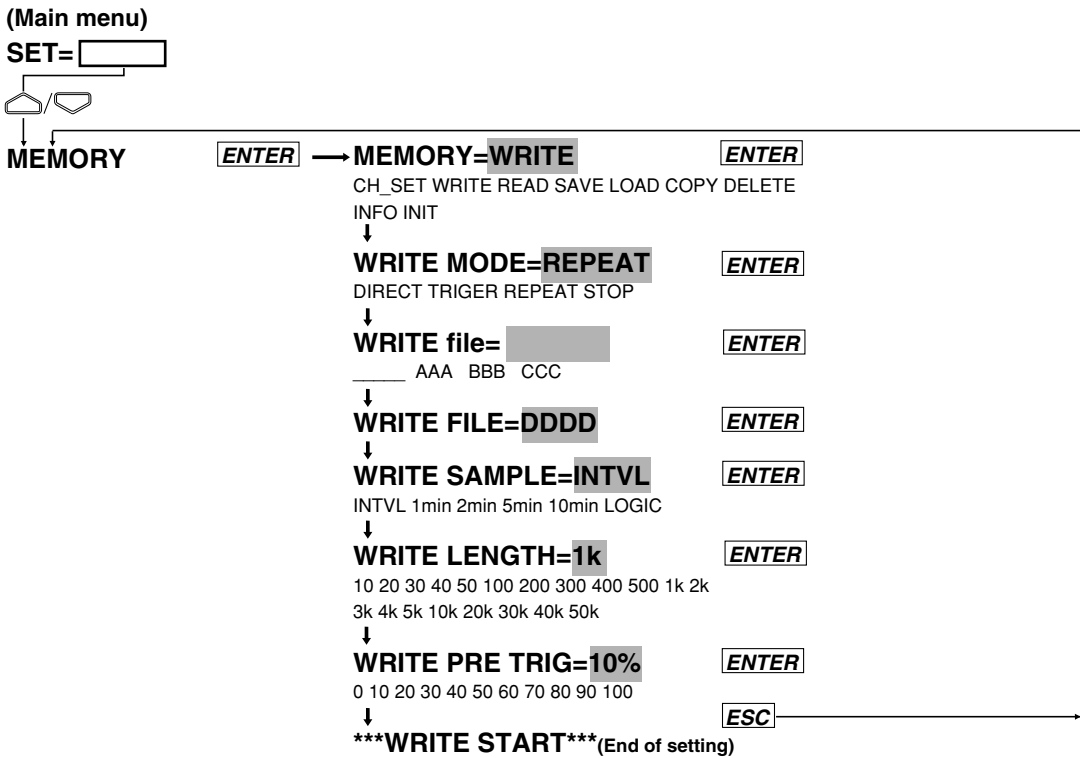 (Main menu)
SET=
/
MEMORY ENTER MEMORY=WRITE ENTER
CH_SET WRITE READ SAVE LOAD COPY DELETE
INFO INIT
WRITE MODE=REPEAT ENTER
DIRECT TRIGER REPEAT STOP
WRITE file= ENTER
_____ AAA BBB CCC
WRITE FILE=DDDD ENTER
WRITE SAMPLE=INTVL ENTER
INTVL 1min 2min 5min 10min LOGIC
WRITE LENGTH=1k ENTER
10 20 30 40 50 100 200 300 400 500 1k 2k
3k 4k 5k 10k 20k 30k 40k 50k
WRITE PRE TRIG=10% ENTER
0 10 20 30 40 50 60 70 80 90 100
ESC
***WRITE START***(End of setting)